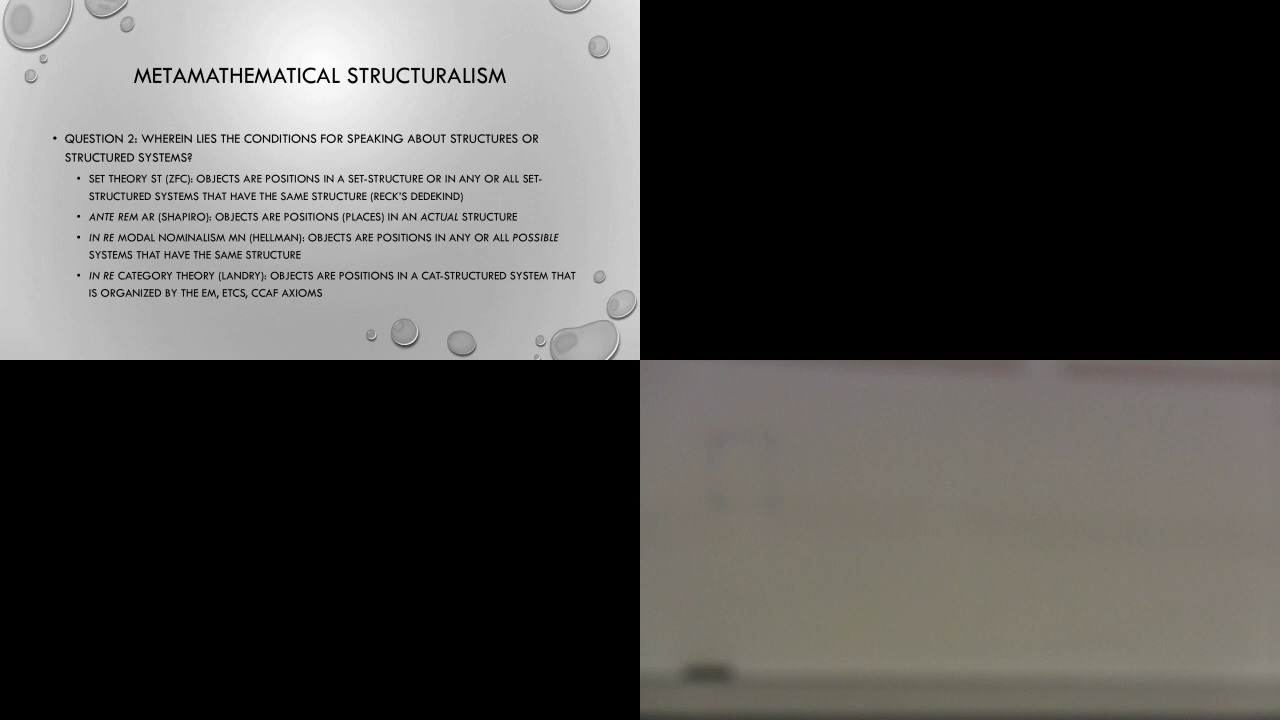 METAMATHEMATICAL STRUCTURALISM
• QUESTION 2: WHEREIN LIES THE CONDITIONS FOR SPEAKING ABOUT STRUCTURES OR
STRUCTURED SYSTEMS?
• SET THEORY ST (ZFC): OBJECTS ARE POSITIONS IN A SET-STRUCTURE OR IN ANY OR ALL SET-
STRUCTURED SYSTEMS THAT HAVE THE SAME STRUCTURE (RECK'S DEDEKIND)
• ANTE REM AR (SHAPIRO): OBJECTS ARE POSITIONS (PLACES) IN AN ACTUAL STRUCTURE
• IN RE MODAL NOMINALISM MN (HELLMAN): OBJECTS ARE POSITIONS IN ANY OR ALL POSSIBLE
SYSTEMS THAT HAVE THE SAME STRUCTURE
• IN RE CATEGORY THEORY (LANDRY): OBJECTS ARE POSITIONS IN A CAT-STRUCTURED SYSTEM THAT
IS ORGANIZED BY THE EM, ETCS, CCAF AXIOMS